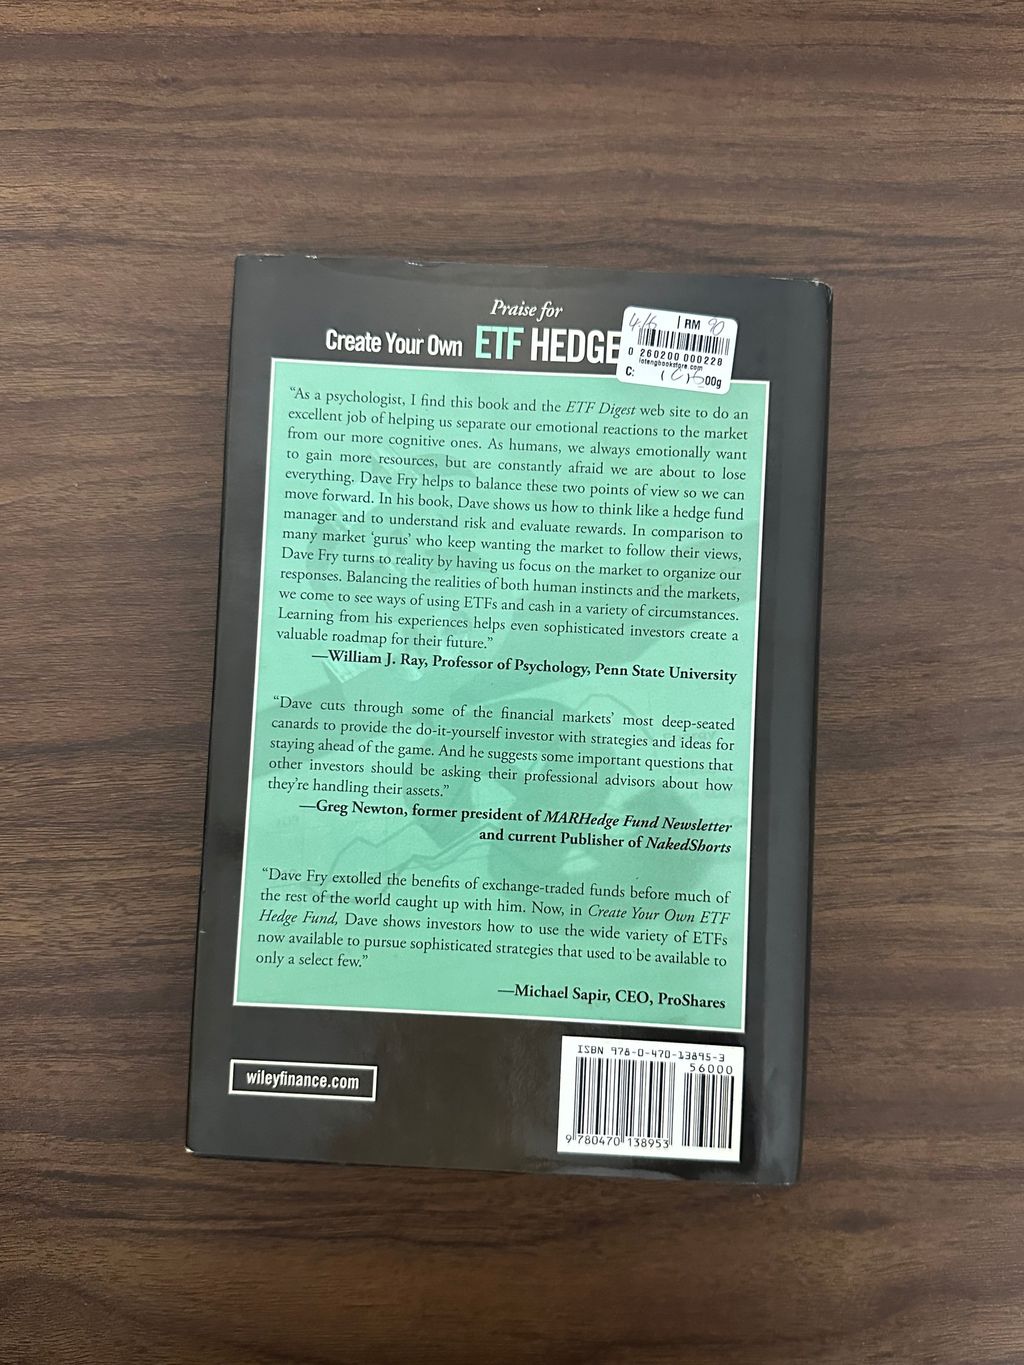 Praise for
Create Your Own ETF HEDGE
RM 90
0 260200 000228
lotengbookstore.com
C: 00g
“As a psychologist, I find this book and the ETF Digest web site to do an
excellent job of helping us separate our emotional reactions to the market
from our more cognitive ones. As humans, we always emotionally want
to gain more resources, but are constantly afraid we are about to lose
everything. Dave Fry helps to balance these two points of view so we can
move forward. In his book, Dave shows us how to think like a hedge fund
manager and to understand risk and evaluate rewards. In comparison to
many market ‘gurus’ who keep wanting the market to follow their views,
Dave Fry turns to reality by having us focus on the market to organize our
responses. Balancing the realities of both human instincts and the markets,
we come to see ways of using ETFs and cash in a variety of circumstances.
Learning from his experiences helps even sophisticated investors create a
valuable roadmap for their future.”
—William J. Ray, Professor of Psychology, Penn State University
“Dave cuts through some of the financial markets’ most deep-seated
canards to provide the do-it-yourself investor with strategies and ideas for
staying ahead of the game. And he suggests some important questions that
other investors should be asking their professional advisors about how
they’re handling their assets.”
—Greg Newton, former president of MARHedge Fund Newsletter
and current Publisher of NakedShorts
“Dave Fry extolled the benefits of exchange-traded funds before much of
the rest of the world caught up with him. Now, in Create Your Own ETF
Hedge Fund, Dave shows investors how to use the wide variety of ETFs
now available to pursue sophisticated strategies that used to be available to
only a select few.”
—Michael Sapir, CEO, ProShares
ISBN 978-0-470-13895-3
56000
9 780470 138953
wileyfinance.com